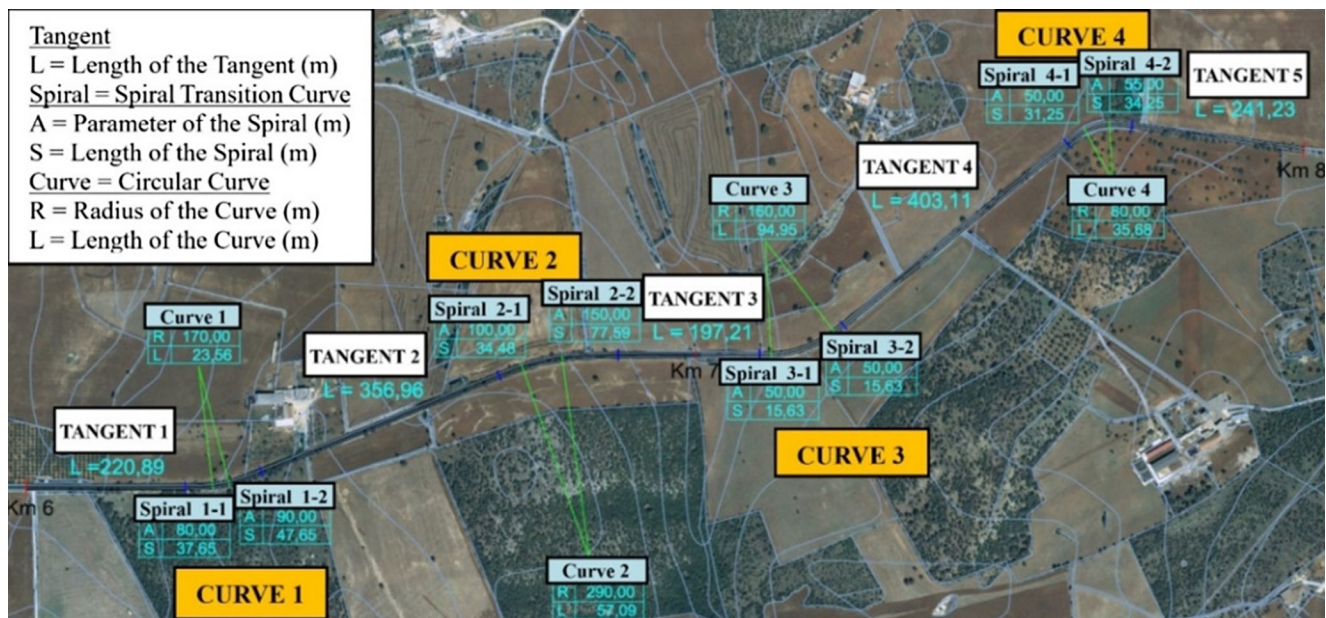 Tangent
L = Length of the Tangent (m)
Spiral = Spiral Transition Curve
A = Parameter of the Spiral (m)
S = Length of the Spiral (m)
Curve = Circular Curve
R = Radius of the Curve (m)
L = Length of the Curve (m)
CURVE 4
Spiral 4-1
A 50,00
S 31,25
Spiral 4-2
A 55,00
S 34,25
TANGENT 5
L = 241,23
Km 8
TANGENT 4
L = 403,11
Curve 3
R 160,00
L 94,95
Curve 4
R 80,00
L 35,68
CURVE 2
Spiral 2-1
A 100,00
S 34,48
Spiral 2-2
A 150,00
S 77,59
TANGENT 3
L = 197,21
Curve 1
R 170,00
L 23,56
TANGENT 2
L = 356,96
Km 7
Spiral 3-1
A 50,00
S 15,63
Spiral 3-2
A 50,00
S 15,63
CURVE 3
TANGENT 1
L =220,89
Km 6
Spiral 1-1
A 80,00
S 37,65
Spiral 1-2
A 90,00
S 47,65
CURVE 1
Curve 2
R 290,00
L 57,09